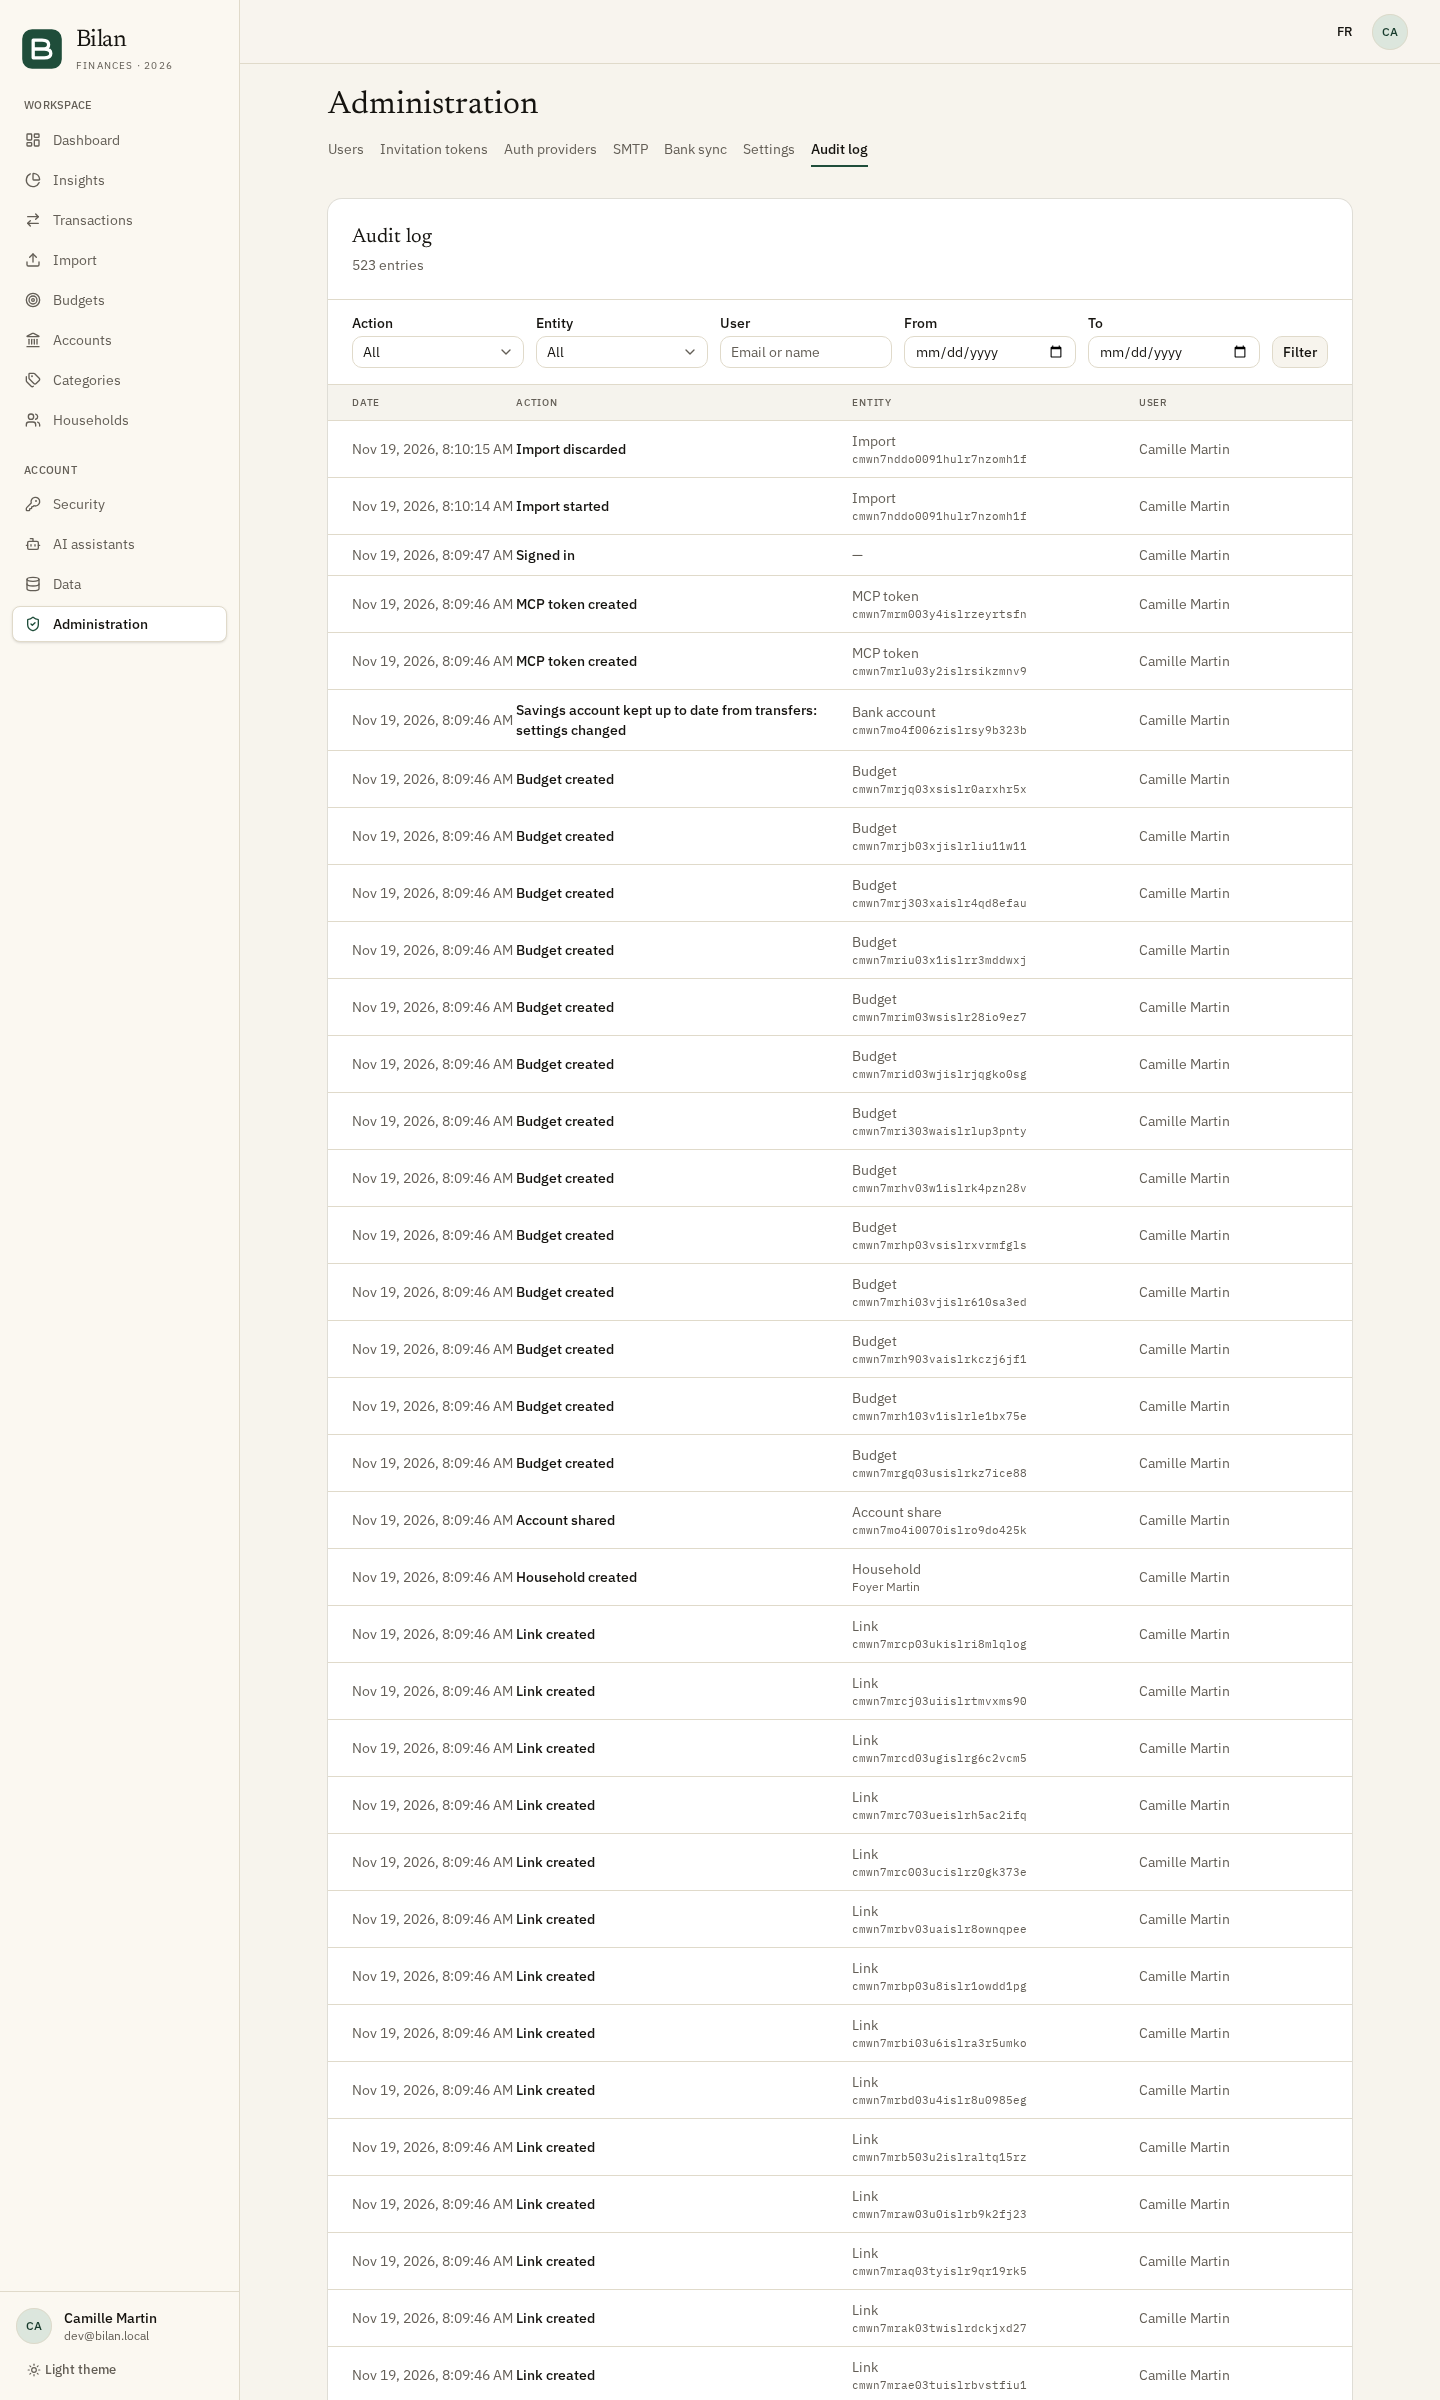 Bilan
FINANCES · 2026
WORKSPACE
Dashboard
Insights
Transactions
Import
Budgets
Accounts
Categories
Households
ACCOUNT
Security
AI assistants
Data
Administration
Camille Martin
dev@bilan.local
Light theme
FR
CA
Administration
Users Invitation tokens Auth providers SMTP Bank sync Settings Audit log
Audit log
523 entries
Action Entity User From To
All All Email or name mm/dd/yyyy mm/dd/yyyy Filter
DATE ACTION ENTITY USER
Nov 19, 2026, 8:10:15 AM Import discarded Import Camille Martin
cmwn7nddo0091hulr7nzomh1f
Nov 19, 2026, 8:10:14 AM Import started Import Camille Martin
cmwn7nddo0091hulr7nzomh1f
Nov 19, 2026, 8:09:47 AM Signed in — Camille Martin
Nov 19, 2026, 8:09:46 AM MCP token created MCP token Camille Martin
cmwn7mrm003y4islrzeyrtsfn
Nov 19, 2026, 8:09:46 AM MCP token created MCP token Camille Martin
cmwn7mrlu03y2islrsikzmnv9
Nov 19, 2026, 8:09:46 AM Savings account kept up to date from transfers: settings changed Bank account Camille Martin
cmwn7mo4f006zislrsy9b323b
Nov 19, 2026, 8:09:46 AM Budget created Budget Camille Martin
cmwn7mrjq03xsislr0arxhr5x
Nov 19, 2026, 8:09:46 AM Budget created Budget Camille Martin
cmwn7mrjb03xjislrliu11w11
Nov 19, 2026, 8:09:46 AM Budget created Budget Camille Martin
cmwn7mrj303xaislr4qd8efau
Nov 19, 2026, 8:09:46 AM Budget created Budget Camille Martin
cmwn7mriu03x1islrr3mddwxj
Nov 19, 2026, 8:09:46 AM Budget created Budget Camille Martin
cmwn7mrim03wsislr28io9ez7
Nov 19, 2026, 8:09:46 AM Budget created Budget Camille Martin
cmwn7mrid03wjislrjqgko0sg
Nov 19, 2026, 8:09:46 AM Budget created Budget Camille Martin
cmwn7mri303waislrlup3pnty
Nov 19, 2026, 8:09:46 AM Budget created Budget Camille Martin
cmwn7mrhv03w1islrk4pzn28v
Nov 19, 2026, 8:09:46 AM Budget created Budget Camille Martin
cmwn7mrhp03vsislrxvrmfgls
Nov 19, 2026, 8:09:46 AM Budget created Budget Camille Martin
cmwn7mrhi03vjislr610sa3ed
Nov 19, 2026, 8:09:46 AM Budget created Budget Camille Martin
cmwn7mrh903vaislrkczj6jf1
Nov 19, 2026, 8:09:46 AM Budget created Budget Camille Martin
cmwn7mrh103v1islrle1bx75e
Nov 19, 2026, 8:09:46 AM Budget created Budget Camille Martin
cmwn7mrgq03usislrkz7ice88
Nov 19, 2026, 8:09:46 AM Account shared Account share Camille Martin
cmwn7mo4i0070islro9do425k
Nov 19, 2026, 8:09:46 AM Household created Household Camille Martin
Foyer Martin
Nov 19, 2026, 8:09:46 AM Link created Link Camille Martin
cmwn7mrcp03ukislri8mlqlog
Nov 19, 2026, 8:09:46 AM Link created Link Camille Martin
cmwn7mrcj03uiislrtmvxms90
Nov 19, 2026, 8:09:46 AM Link created Link Camille Martin
cmwn7mrcd03ugislrg6c2vcm5
Nov 19, 2026, 8:09:46 AM Link created Link Camille Martin
cmwn7mrc703ueislrh5ac2ifq
Nov 19, 2026, 8:09:46 AM Link created Link Camille Martin
cmwn7mrc003ucislrz0gk373e
Nov 19, 2026, 8:09:46 AM Link created Link Camille Martin
cmwn7mrbv03uaislr8ownqpee
Nov 19, 2026, 8:09:46 AM Link created Link Camille Martin
cmwn7mrbp03u8islr1owdd1pg
Nov 19, 2026, 8:09:46 AM Link created Link Camille Martin
cmwn7mrbi03u6islra3r5umko
Nov 19, 2026, 8:09:46 AM Link created Link Camille Martin
cmwn7mrbd03u4islr8u0985eg
Nov 19, 2026, 8:09:46 AM Link created Link Camille Martin
cmwn7mrb503u2islraltq15rz
Nov 19, 2026, 8:09:46 AM Link created Link Camille Martin
cmwn7mraw03u0islrb9k2fj23
Nov 19, 2026, 8:09:46 AM Link created Link Camille Martin
cmwn7mraq03tyislr9qr19rk5
Nov 19, 2026, 8:09:46 AM Link created Link Camille Martin
cmwn7mrak03twislrdckjxd27
Nov 19, 2026, 8:09:46 AM Link created Link Camille Martin
cmwn7mrae03tuislrbvstfiu1